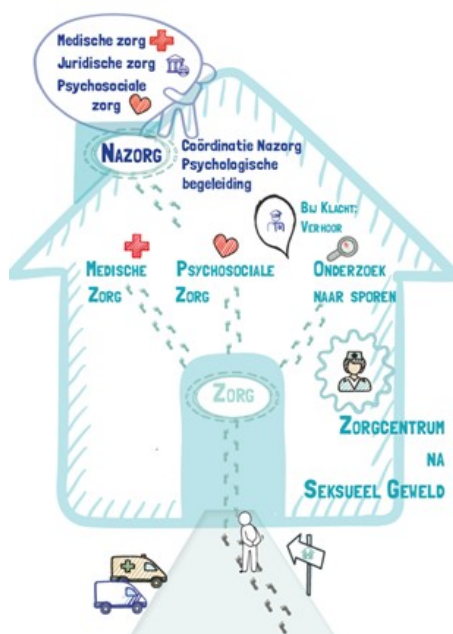 Medische zorg
Juridische zorg
Psychosociale
zorg
Nazorg
Coördinatie Nazorg
Psychologische
begeleiding
Bij Klacht:
Verhoor
Medische
Zorg
Psychosociale
Zorg
Onderzoek
naar sporen
Zorg
Zorgcentrum
na
Seksueel Geweld